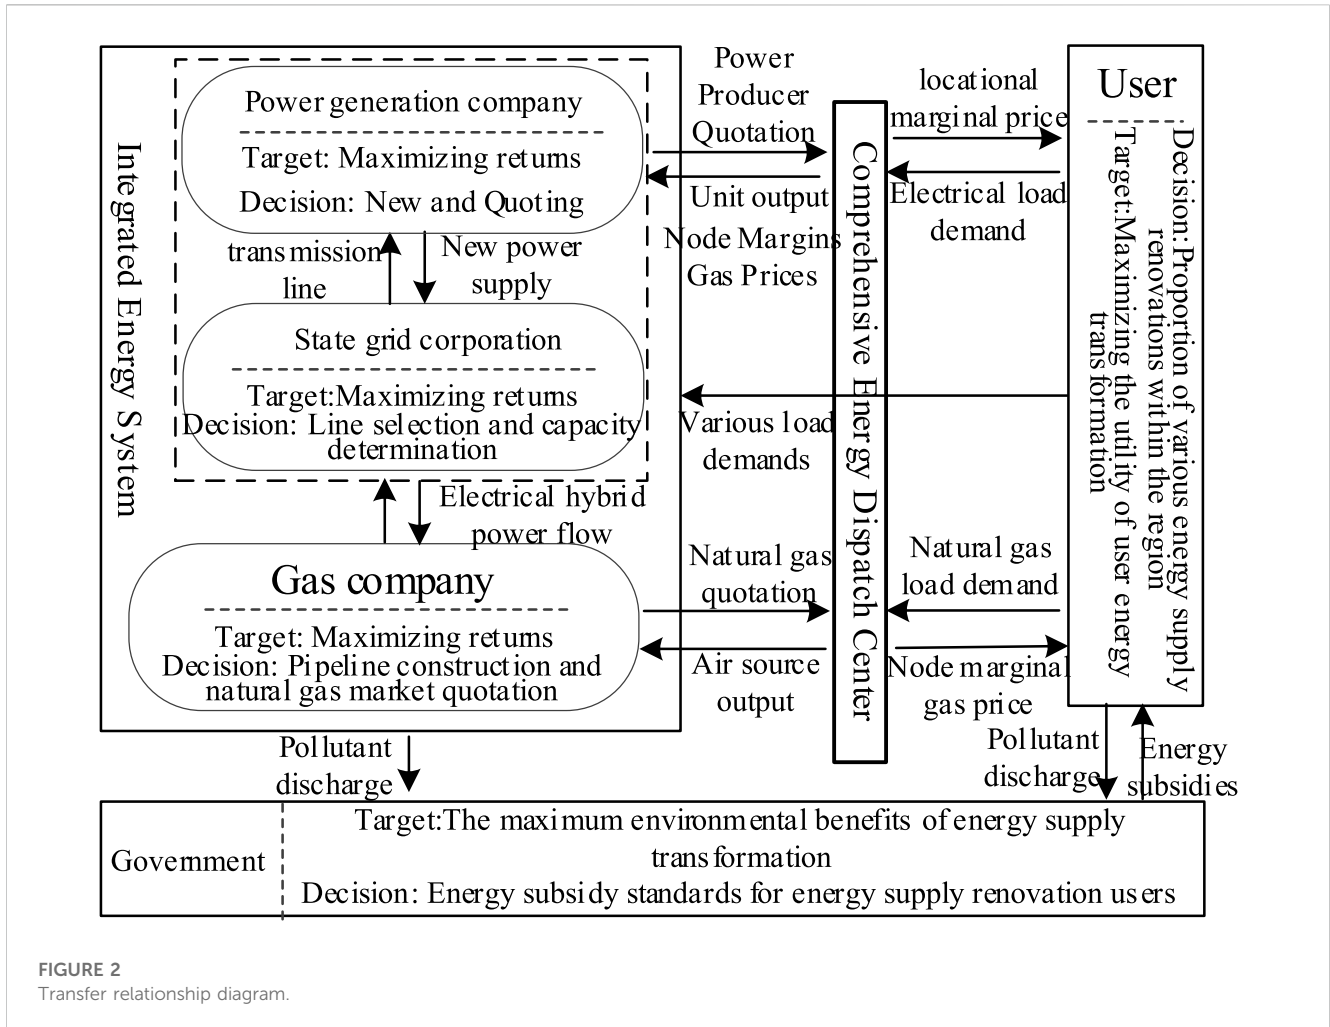 Integrated Energy System
Power generation company
Target: Maximizing returns
Decision: New and Quoting
transmission
line
New power
supply
State grid corporation
Target:Maximizing returns
Decision: Line selection and capacity
determination
Electrical hybrid
power flow
Gas company
Target: Maximizing returns
Decision: Pipeline construction and
natural gas market quotation
Power
Producer
Quotation
Unit output
Node Margins
Gas Prices
Various load
demands
Natural gas
quotation
Air source
output
Comprehensive Energy Dispatch Center
locational
marginal price
Electrical load
demand
Natural gas
load demand
Node marginal
gas price
User
Decision:Proportion of various energy supply
renovations within the region
Target:Maximizing the utility of user energy
transformation
Pollutant
discharge
Pollutant
discharge
Energy
subsidies
Government
Target:The maximum environmental benefits of energy supply
transformation
Decision: Energy subsidy standards for energy supply renovation users
FIGURE 2
Transfer relationship diagram.